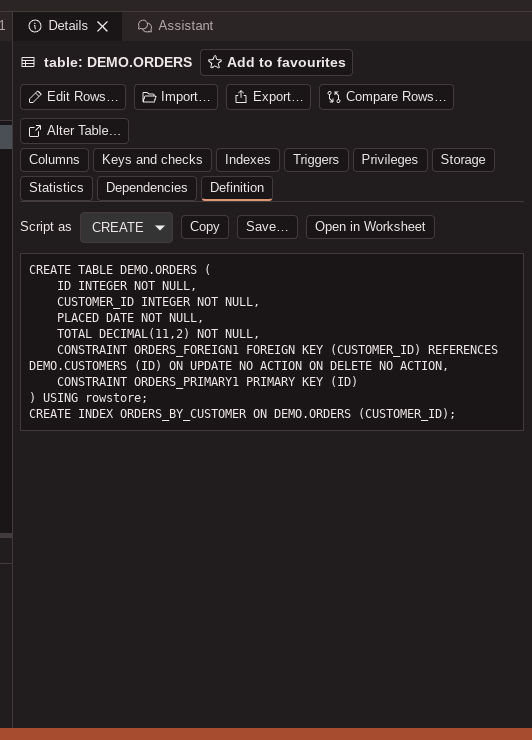 1
Details
Assistant
table: DEMO.ORDERS
Add to favourites
Edit Rows… Import… Export… Compare Rows…
Alter Table…
Columns Keys and checks Indexes Triggers Privileges Storage
Statistics Dependencies Definition
Script as CREATE Copy Save… Open in Worksheet
CREATE TABLE DEMO.ORDERS (
    ID INTEGER NOT NULL,
    CUSTOMER_ID INTEGER NOT NULL,
    PLACED DATE NOT NULL,
    TOTAL DECIMAL(11,2) NOT NULL,
    CONSTRAINT ORDERS_FOREIGN1 FOREIGN KEY (CUSTOMER_ID) REFERENCES
DEMO.CUSTOMERS (ID) ON UPDATE NO ACTION ON DELETE NO ACTION,
    CONSTRAINT ORDERS_PRIMARY1 PRIMARY KEY (ID)
) USING rowstore;
CREATE INDEX ORDERS_BY_CUSTOMER ON DEMO.ORDERS (CUSTOMER_ID);